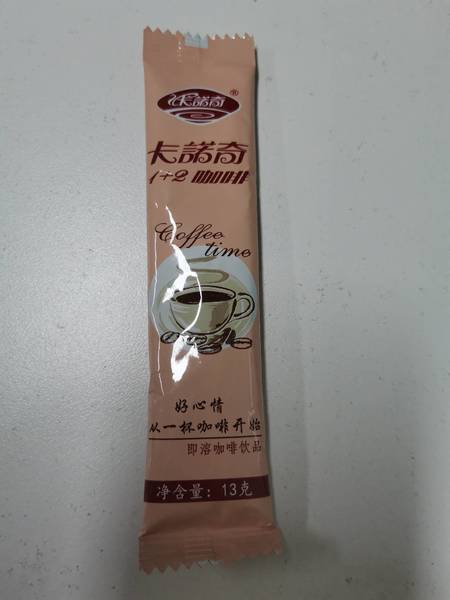 卡諾奇®
卡諾奇
1+2 咖啡
Coffee
time
好心情
从一杯咖啡开始
即溶咖啡饮品
净含量：13克